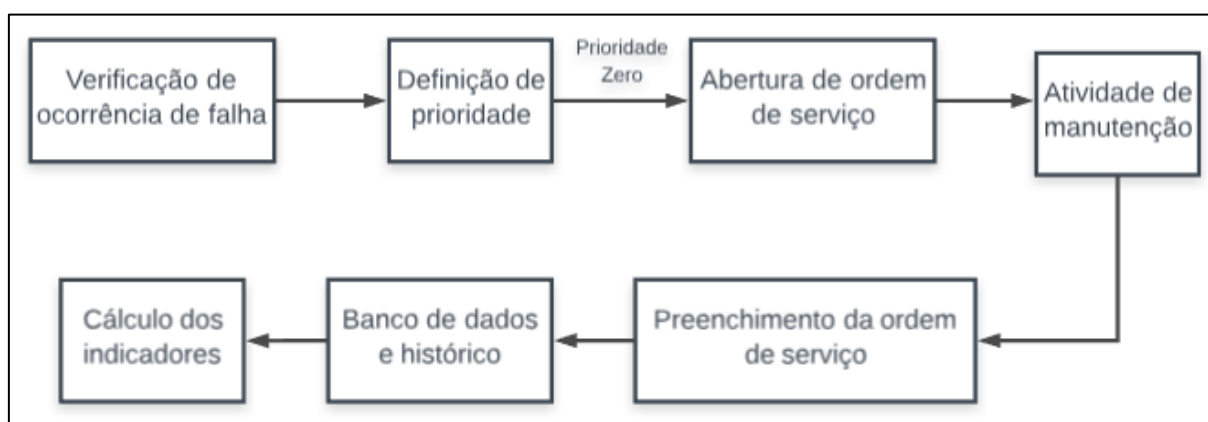 Verificação de
ocorrência de falha
Definição de
prioridade
Prioridade
Zero
Abertura de ordem
de serviço
Atividade de
manutenção
Preenchimento da ordem
de serviço
Banco de dados
e histórico
Cálculo dos
indicadores